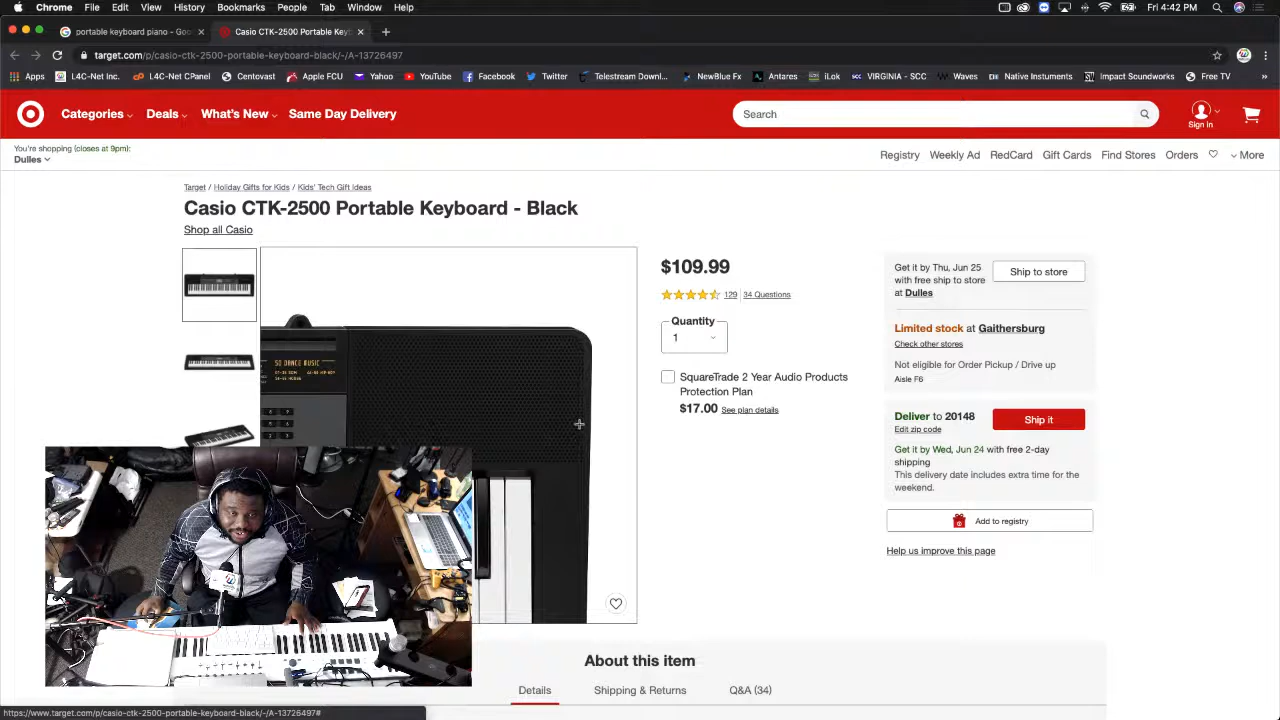 Chrome File Edit View History Bookmarks People Tab Window Help Fri 4:42 PM
portable keyboard piano - Goo Casio CTK-2500 Portable Key
target.com/p/casio-ctk-2500-portable-keyboard-black/-/A-13726497
Apps L4C-Net Inc. L4C-Net CPanel Centovast Apple FCU Yahoo YouTube Facebook Twitter Telestream Downl... NewBlue Fx Antares iLok VIRGINIA - SCC Waves Native Instuments Impact Soundworks Free TV »
Categories Deals What's New Same Day Delivery Search Sign in
You're shopping (closes at 9pm):
Dulles
Registry Weekly Ad RedCard Gift Cards Find Stores Orders More
Target / Holiday Gifts for Kids / Kids' Tech Gift Ideas
Casio CTK-2500 Portable Keyboard - Black
Shop all Casio
50 DANCE MUSIC
$109.99
129 34 Questions
Quantity
1
SquareTrade 2 Year Audio Products
Protection Plan
$17.00 See plan details
Get it by Thu, Jun 25
with free ship to store
at Dulles
Ship to store
Limited stock at Gaithersburg
Check other stores
Not eligible for Order Pickup / Drive up
Aisle F6
Deliver to 20148
Edit zip code
Ship it
Get it by Wed, Jun 24 with free 2-day
shipping
This delivery date includes extra time for the
weekend.
Add to registry
Help us improve this page
About this item
Details Shipping & Returns Q&A (34)
https://www.target.com/p/casio-ctk-2500-portable-keyboard-black/-/A-13726497#